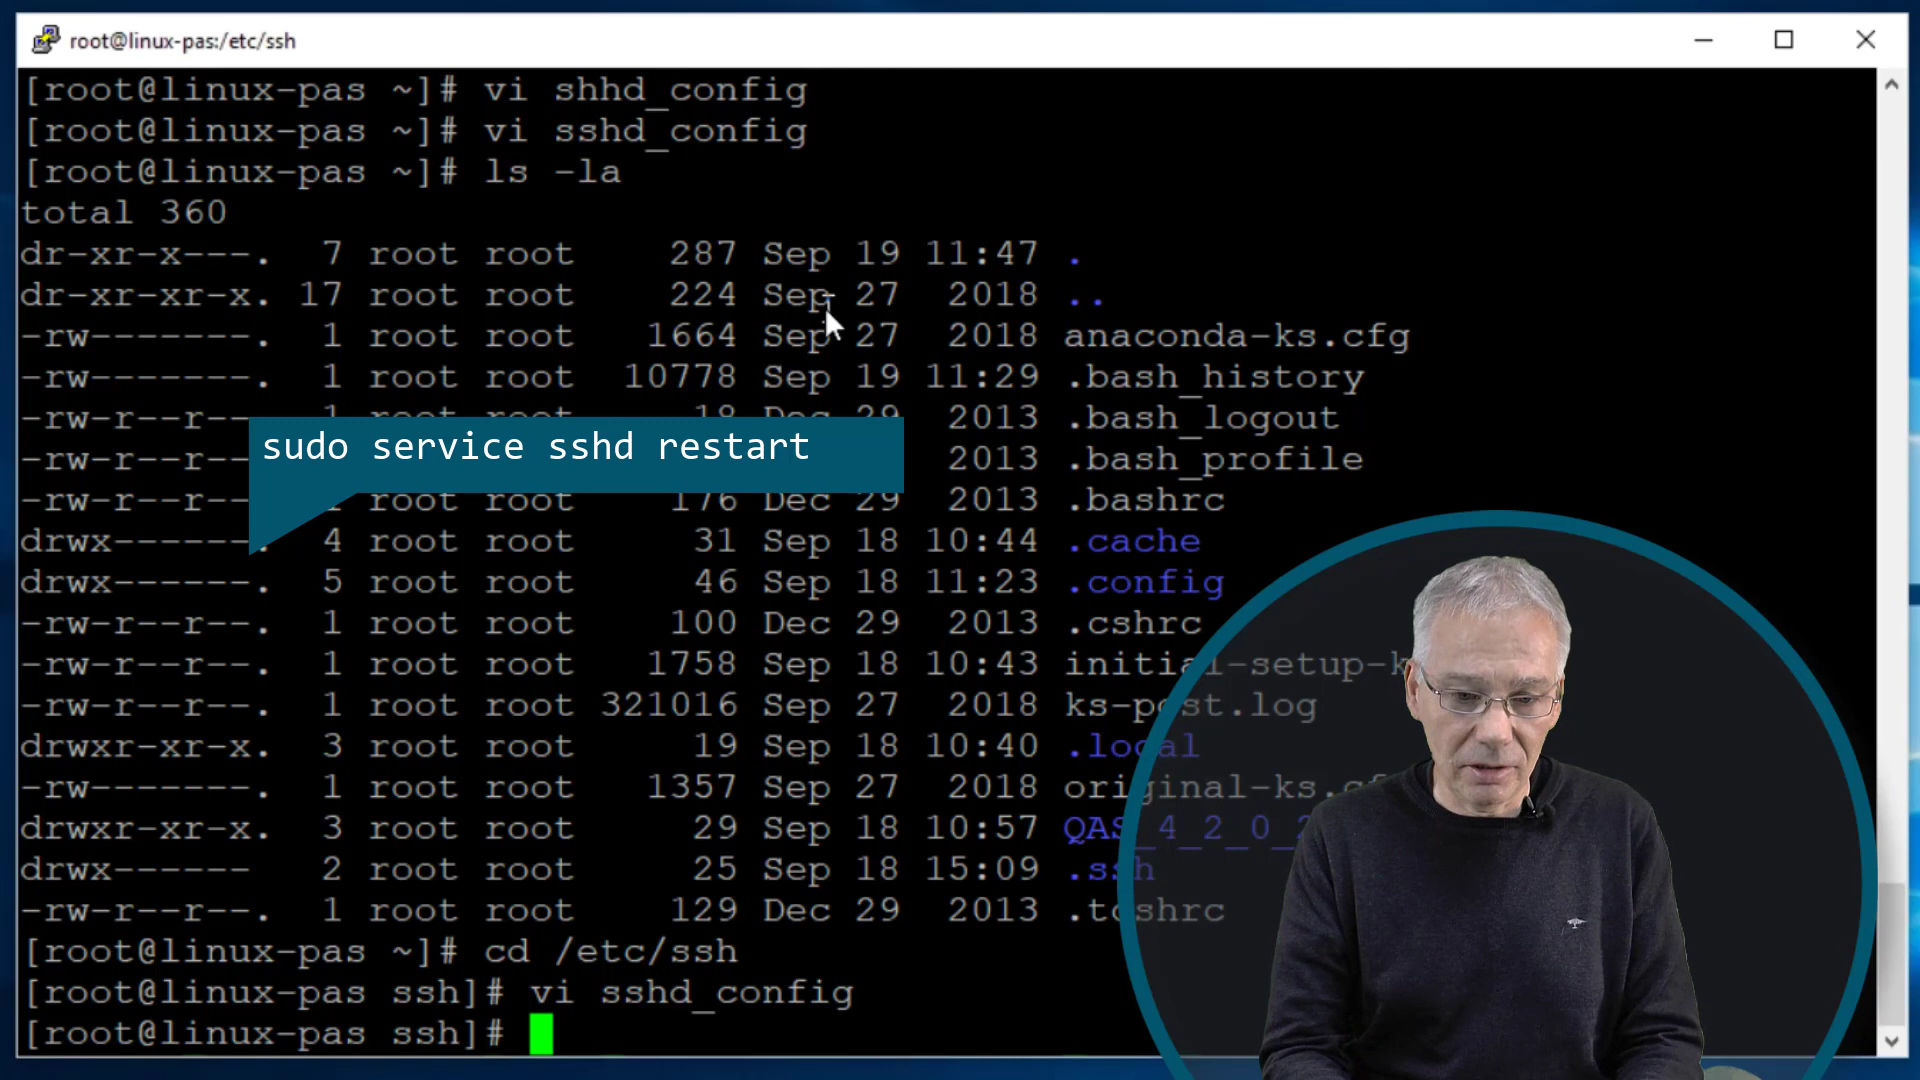 root@linux-pas:/etc/ssh
[root@linux-pas ~]# vi shhd_config
[root@linux-pas ~]# vi sshd_config
[root@linux-pas ~]# ls -la
total 360
dr-xr-x---. 7 root root 287 Sep 19 11:47 .
dr-xr-xr-x. 17 root root 224 Sep 27 2018 ..
-rw-------. 1 root root 1664 Sep 27 2018 anaconda-ks.cfg
-rw-------. 1 root root 10778 Sep 19 11:29 .bash_history
-rw-r--r--. 1 root root 18 Dec 29 2013 .bash_logout
sudo service sshd restart
-rw-r--r-- 2013 .bash_profile
-rw-r--r-- root root 176 Dec 29 2013 .bashrc
drwx------. 4 root root 31 Sep 18 10:44 .cache
drwx------. 5 root root 46 Sep 18 11:23 .config
-rw-r--r--. 1 root root 100 Dec 29 2013 .cshrc
-rw-r--r--. 1 root root 1758 Sep 18 10:43 initial-setup-k
-rw-r--r--. 1 root root 321016 Sep 27 2018 ks-post.log
drwxr-xr-x. 3 root root 19 Sep 18 10:40 .local
-rw-------. 1 root root 1357 Sep 27 2018 original-ks.cf
drwxr-xr-x. 3 root root 29 Sep 18 10:57 QAS_4_2_0_2
drwx------ 2 root root 25 Sep 18 15:09 .ssh
-rw-r--r--. 1 root root 129 Dec 29 2013 .tcshrc
[root@linux-pas ~]# cd /etc/ssh
[root@linux-pas ssh]# vi sshd_config
[root@linux-pas ssh]#